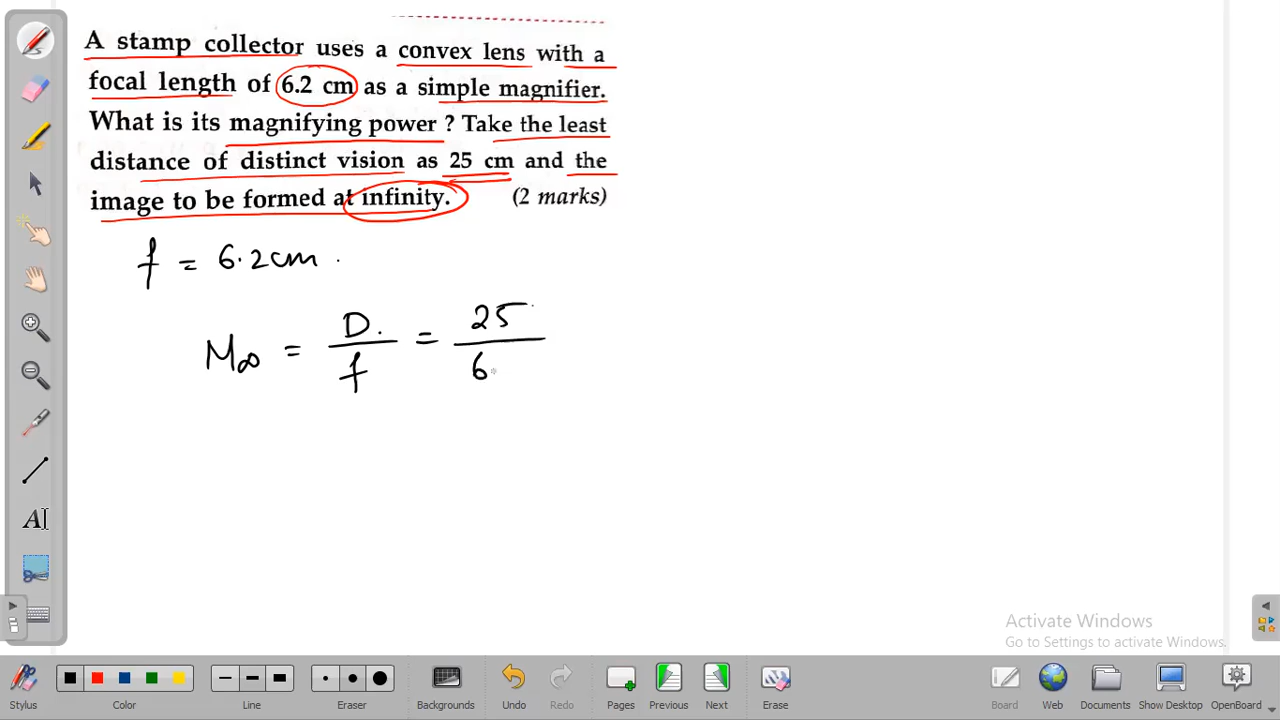 A stamp collector uses a convex lens with a
focal length of 6.2 cm as a simple magnifier.
What is its magnifying power ? Take the least
distance of distinct vision as 25 cm and the
image to be formed at infinity. (2 marks)
f = 6.2cm .
M∞ = D. / f = 25 / 6.
Activate Windows
Go to Settings to activate Windows.
Color Line Eraser Backgrounds Undo Redo Pages Previous Next Erase Board Web Documents Show Desktop OpenBoard